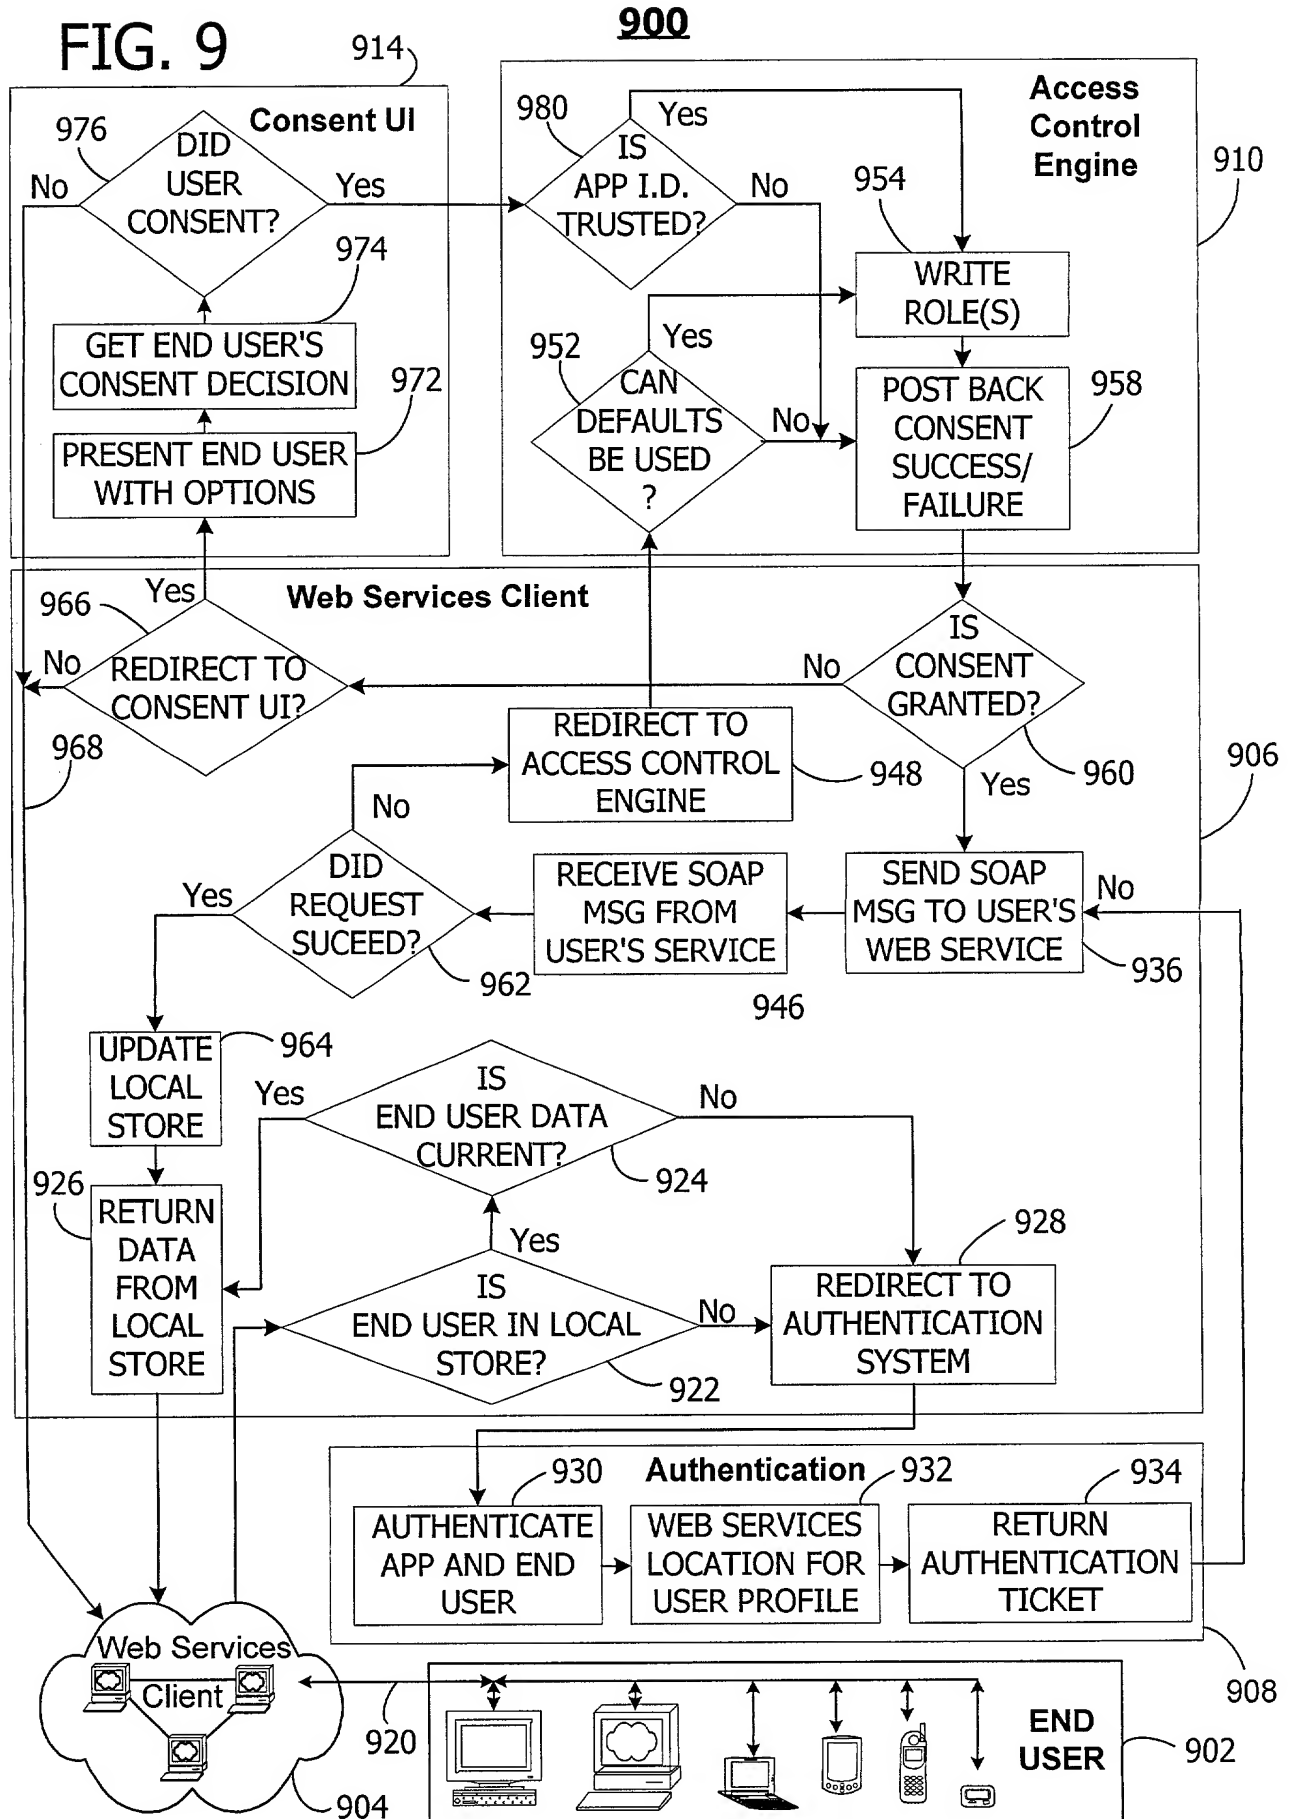 FIG. 9
900
914
Consent UI
976
DID
USER
CONSENT?
No
Yes
974
GET END USER'S
CONSENT DECISION
972
PRESENT END USER
WITH OPTIONS
Access
Control
Engine
910
980
IS
APP I.D.
TRUSTED?
Yes
No
954
WRITE
ROLE(S)
952
CAN
DEFAULTS
BE USED
?
Yes
No
POST BACK
CONSENT
SUCCESS/
FAILURE
958
Web Services Client
906
966
Yes
REDIRECT TO
CONSENT UI?
No
968
No
IS
CONSENT
GRANTED?
960
Yes
REDIRECT TO
ACCESS CONTROL
ENGINE
948
No
DID
REQUEST
SUCEED?
962
Yes
RECEIVE SOAP
MSG FROM
USER'S SERVICE
946
SEND SOAP
MSG TO USER'S
WEB SERVICE
No
936
UPDATE
LOCAL
STORE
964
Yes
IS
END USER DATA
CURRENT?
No
924
926
RETURN
DATA
FROM
LOCAL
STORE
Yes
IS
END USER IN LOCAL
STORE?
No
922
928
REDIRECT TO
AUTHENTICATION
SYSTEM
Authentication
930
AUTHENTICATE
APP AND END
USER
932
WEB SERVICES
LOCATION FOR
USER PROFILE
934
RETURN
AUTHENTICATION
TICKET
908
Web Services
Client
904
920
END
USER
902